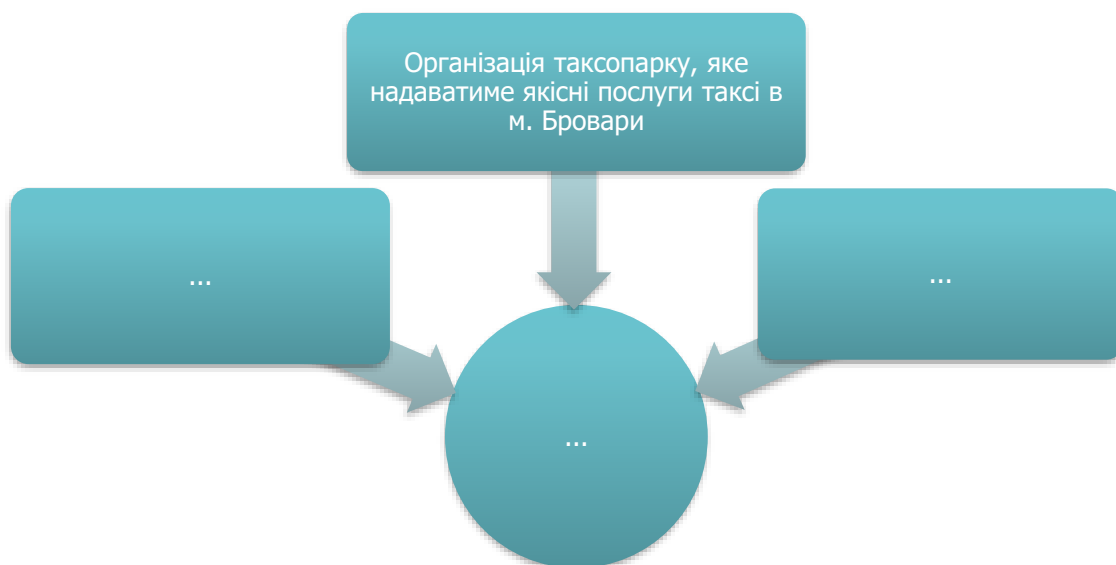 Організація таксопарку, яке
надаватиме якісні послуги таксі в
м. Бровари
...
...
...